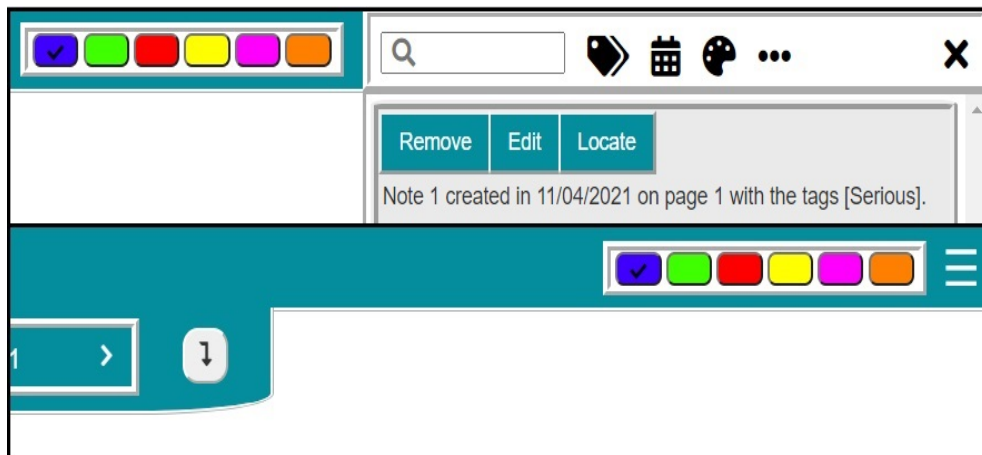 Remove Edit Locate
Note 1 created in 11/04/2021 on page 1 with the tags [Serious].
1